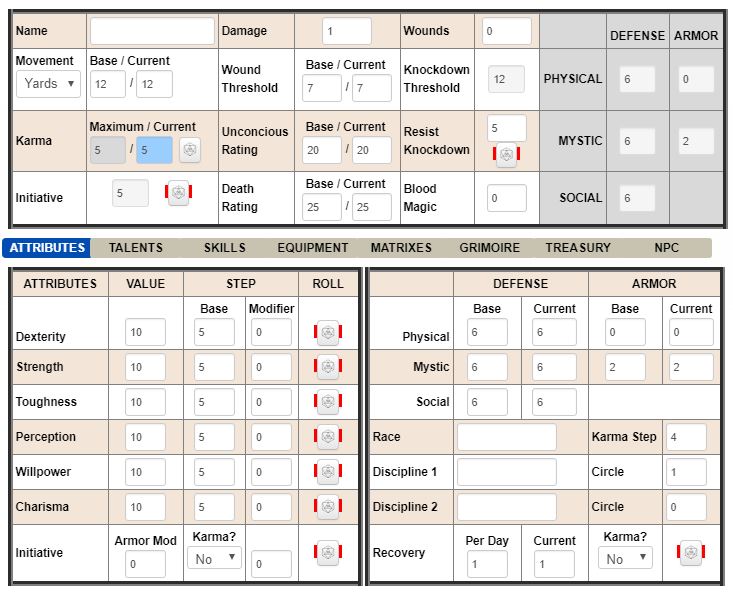 Name Damage 1 Wounds 0 DEFENSE ARMOR
Movement Base / Current Base / Current
Yards 12 / 12 Wound Threshold 7 / 7 Knockdown Threshold 12 PHYSICAL 6 0
Maximum / Current Base / Current
Karma 5 / 5 Unconcious Rating 20 / 20 Resist Knockdown 5 MYSTIC 6 2
Base / Current
Initiative 5 Death Rating 25 / 25 Blood Magic 0 SOCIAL 6
ATTRIBUTES TALENTS SKILLS EQUIPMENT MATRIXES GRIMOIRE TREASURY NPC
ATTRIBUTES VALUE STEP ROLL
Base Modifier
Dexterity 10 5 0
Strength 10 5 0
Toughness 10 5 0
Perception 10 5 0
Willpower 10 5 0
Charisma 10 5 0
Armor Mod Karma?
Initiative 0 No 0
DEFENSE ARMOR
Base Current Base Current
Physical 6 6 0 0
Mystic 6 6 2 2
Social 6 6
Race Karma Step 4
Discipline 1 Circle 1
Discipline 2 Circle 0
Per Day Current Karma?
Recovery 1 1 No